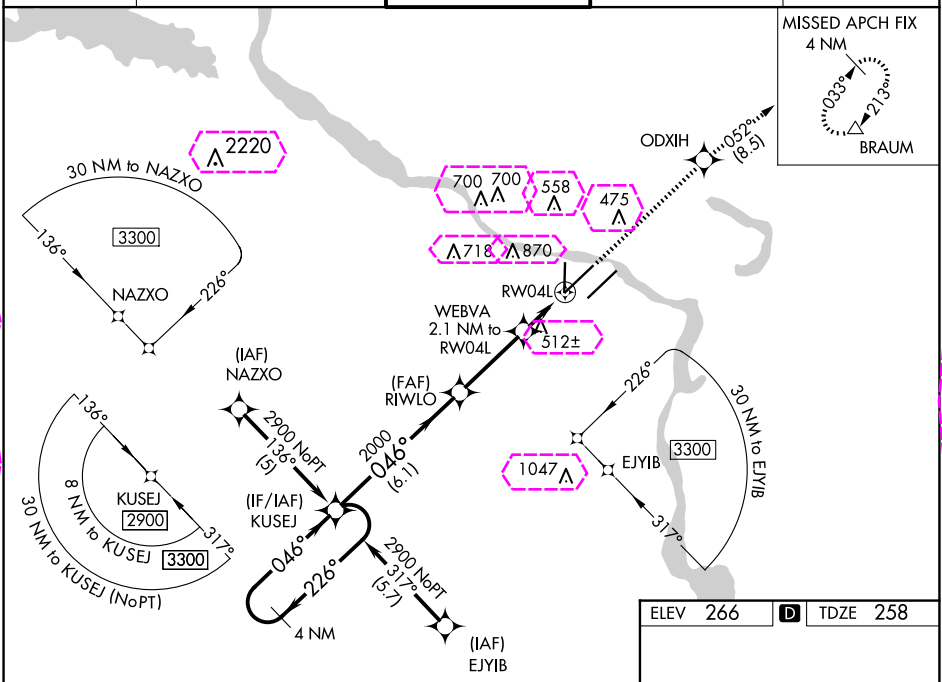 MISSED APCH FIX
4 NM
033°
213°
BRAUM
ODXIH
052°
(8.5)
2220
30 NM to NAZXO
3300
136°
226°
NAZXO
700 700
558
475
718
870
RW04L
WEBVA
2.1 NM to
RW04L
512±
(IAF)
NAZXO
2900 NoPT
136°
(5)
(FAF)
RIWLO
2000
046°
(6.1)
226°
30 NM to EJYIB
3300
EJYIB
317°
1047
136°
KUSEJ
2900
8 NM to KUSEJ
3300
317°
30 NM to KUSEJ (NoPT)
(IF/IAF)
KUSEJ
046°
226°
4 NM
2900 NoPT
317°
(5.7)
(IAF)
EJYIB
ELEV 266 D TDZE 258